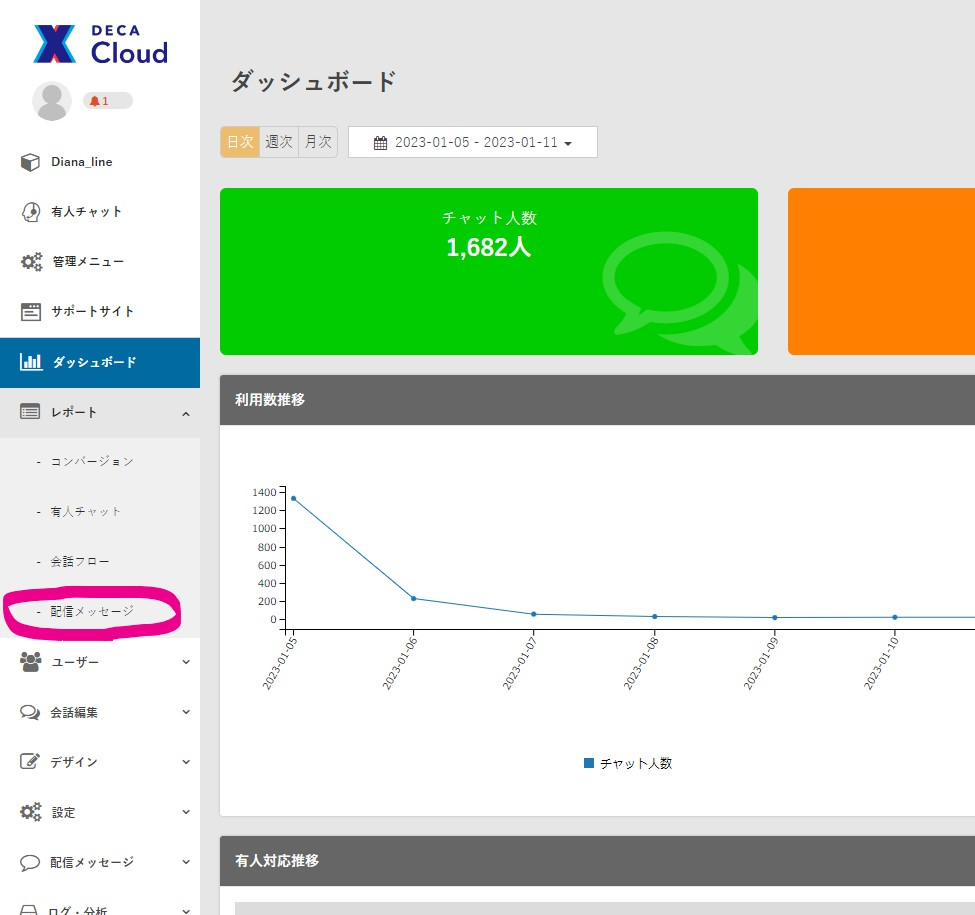 DECA
Cloud
1
Diana_line
有人チャット
管理メニュー
サポートサイト
ダッシュボード
レポート
- コンバージョン
- 有人チャット
- 会話フロー
- 配信メッセージ
ユーザー
会話編集
デザイン
設定
配信メッセージ
ログ・分析
ダッシュボード
日次 週次 月次
2023-01-05 - 2023-01-11
チャット人数
1,682人
利用数推移
1400
1200
1000
800
600
400
200
0
2023-01-05
2023-01-06
2023-01-07
2023-01-08
2023-01-09
2023-01-10
チャット人数
有人対応推移